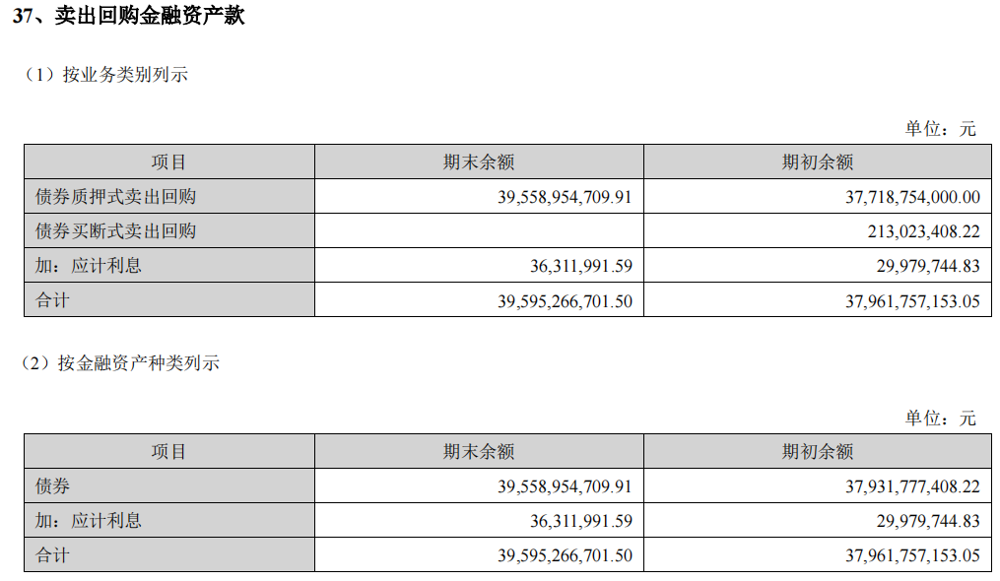 37、卖出回购金融资产款
（1）按业务类别列示
单位：元
项目 期末余额 期初余额
债券质押式卖出回购 39,558,954,709.91 37,718,754,000.00
债券买断式卖出回购 213,023,408.22
加：应计利息 36,311,991.59 29,979,744.83
合计 39,595,266,701.50 37,961,757,153.05
（2）按金融资产种类列示
单位：元
项目 期末余额 期初余额
债券 39,558,954,709.91 37,931,777,408.22
加：应计利息 36,311,991.59 29,979,744.83
合计 39,595,266,701.50 37,961,757,153.05